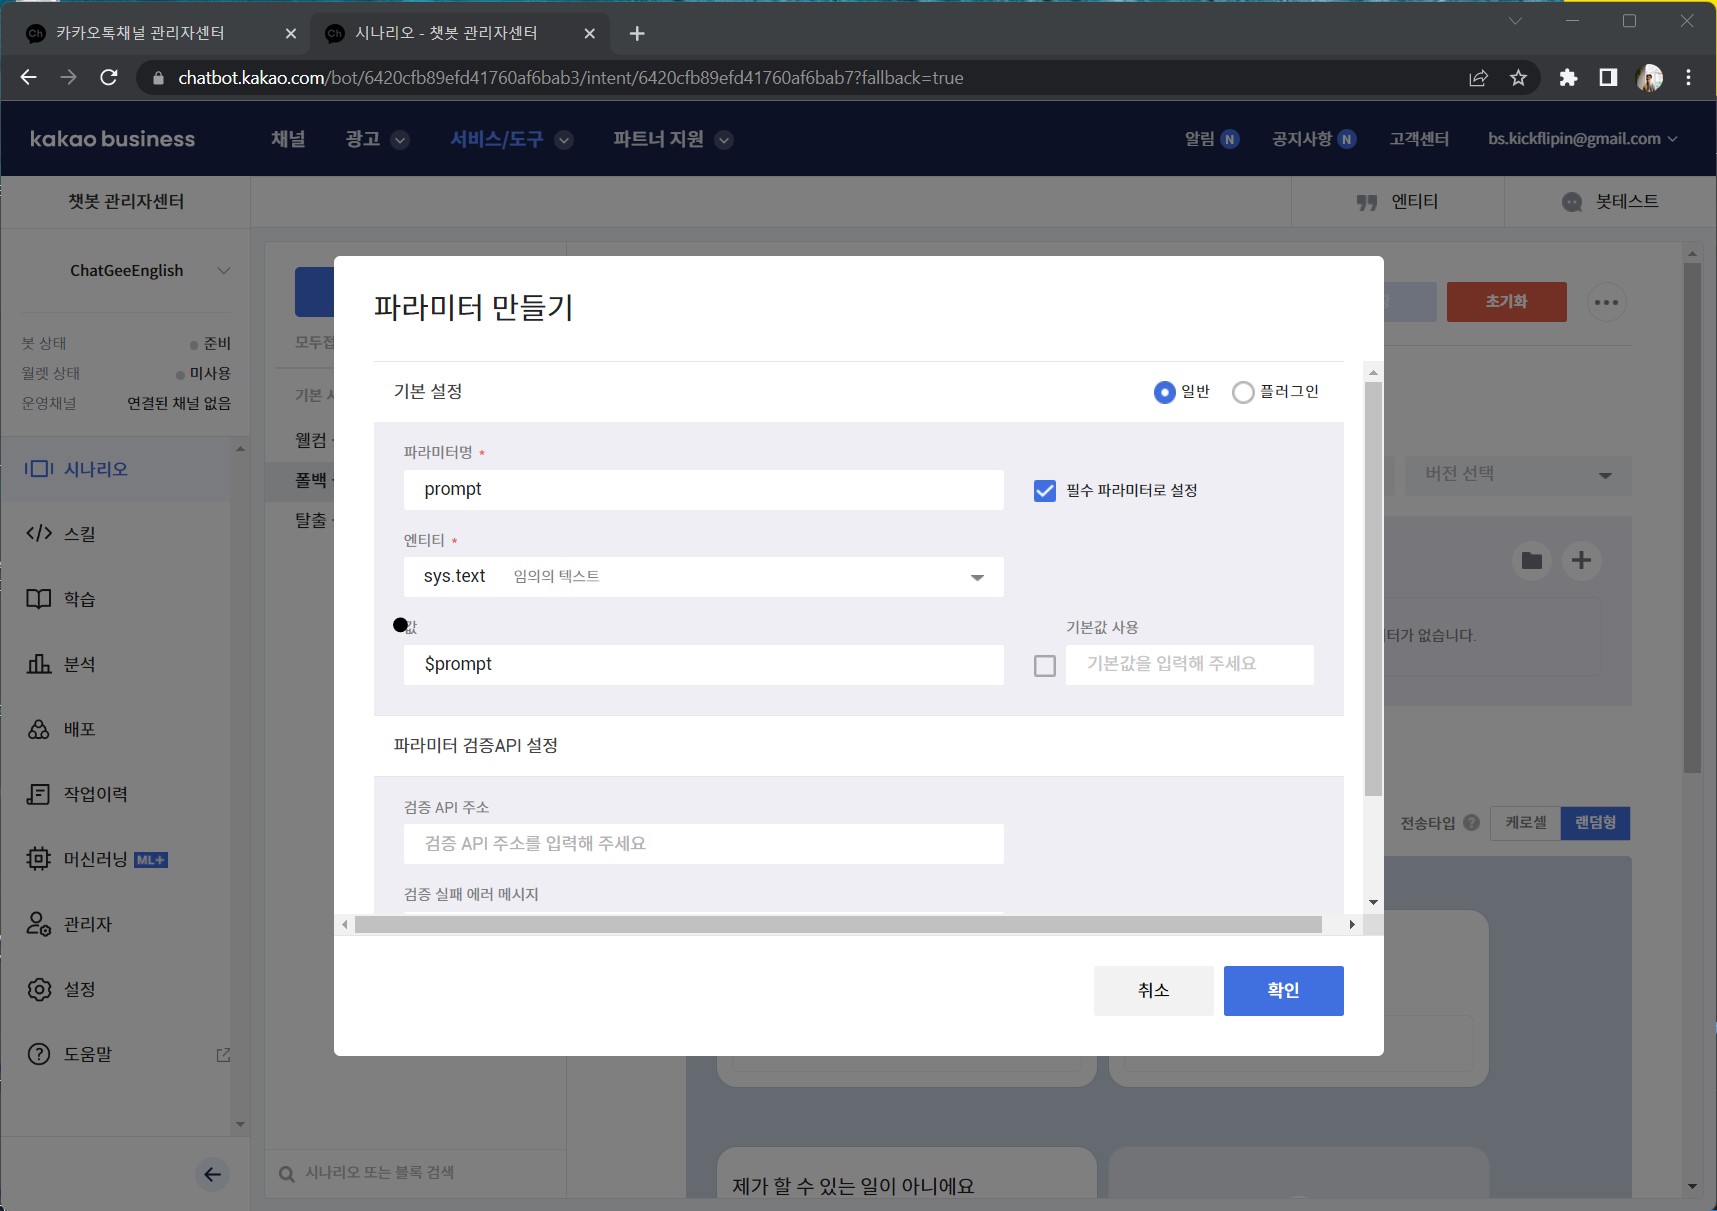 카카오톡채널 관리자센터
시나리오 - 챗봇 관리자센터
chatbot.kakao.com/bot/6420cfb89efd41760af6bab3/intent/6420cfb89efd41760af6bab7?fallback=true
kakao business
채널
광고
서비스/도구
파트너 지원
알림 N
공지사항 N
고객센터
bs.kickflipin@gmail.com
챗봇 관리자센터
엔티티
봇테스트
ChatGeeEnglish
봇 상태 준비
월렛 상태 미사용
운영채널 연결된 채널 없음
시나리오
스킬
학습
분석
배포
작업이력
머신러닝 ML+
관리자
설정
도움말
모두접
기본 시
웰컴
폴백
탈출
시나리오 또는 블록 검색
초기화
버전 선택
터가 없습니다.
전송타입 ?
케로셀
랜덤형
제가 할 수 있는 일이 아니에요
파라미터 만들기
기본 설정
일반
플러그인
파라미터명 *
prompt
필수 파라미터로 설정
엔티티 *
sys.text 임의의 텍스트
값
$prompt
기본값 사용
기본값을 입력해 주세요
파라미터 검증API 설정
검증 API 주소
검증 API 주소를 입력해 주세요
검증 실패 에러 메시지
취소
확인